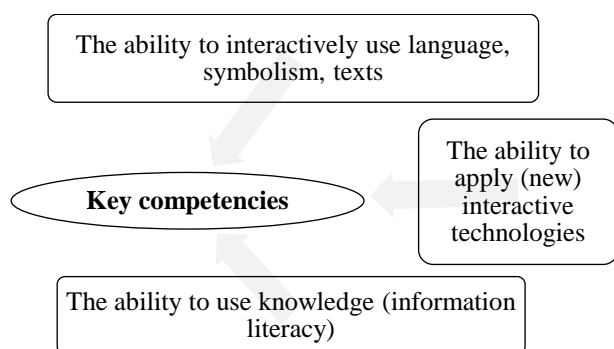 The ability to interactively use language,
symbolism, texts
The ability to
apply (new)
interactive
technologies
Key competencies
The ability to use knowledge (information
literacy)